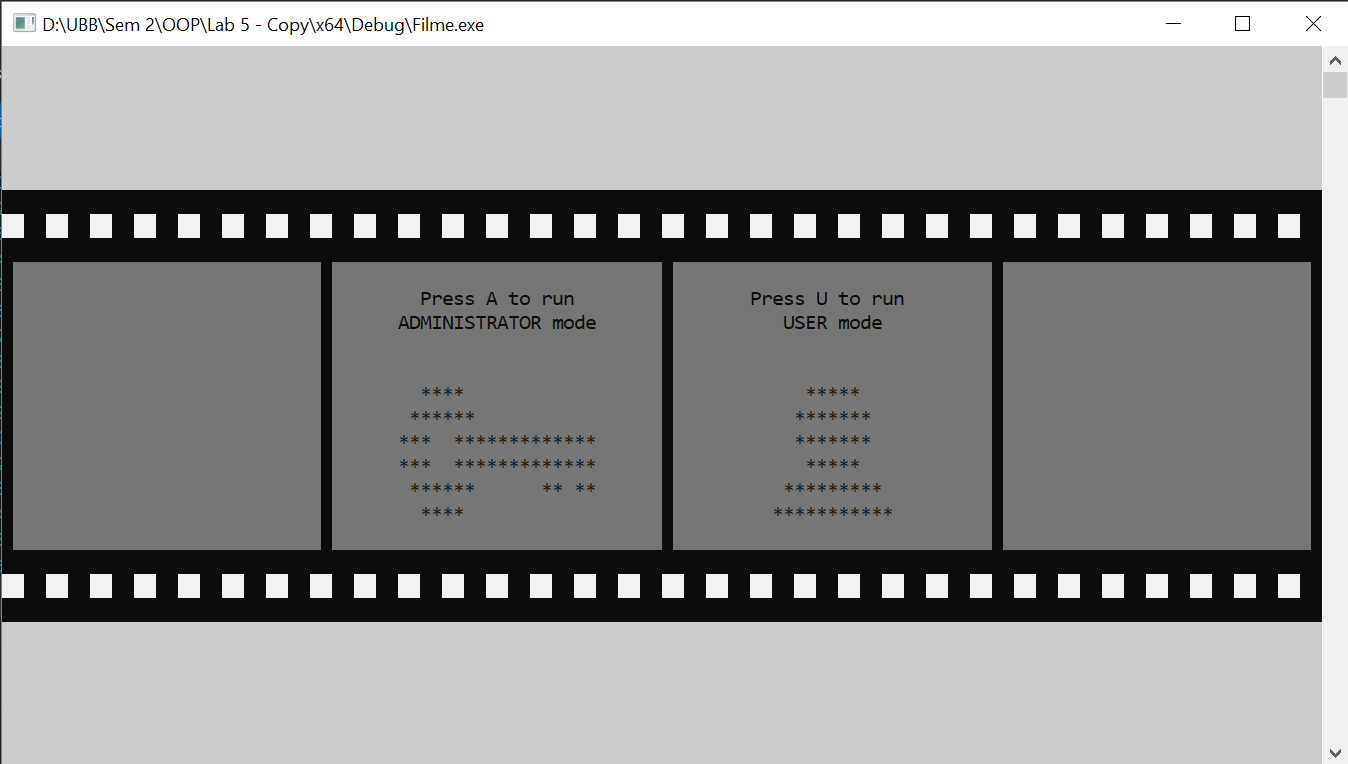 D:\UBB\Sem 2\OOP\Lab 5 - Copy\x64\Debug\Filme.exe
Press A to run
ADMINISTRATOR mode
****
******
*** *************
*** *************
****** ** **
****
Press U to run
USER mode
*****
*******
*******
*****
*********
***********